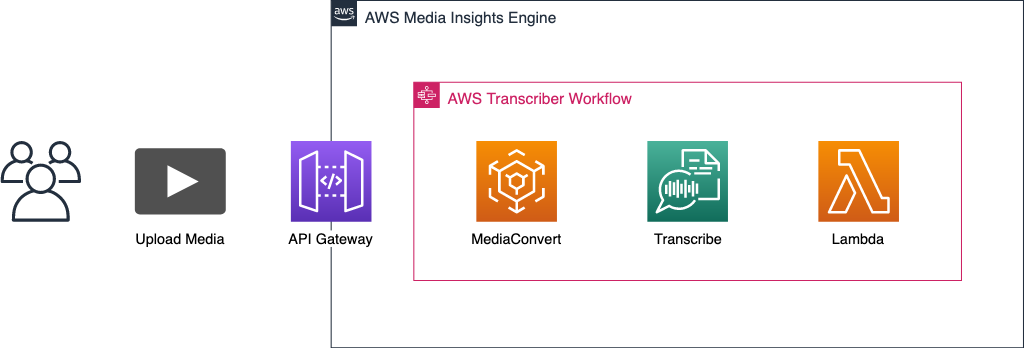 aws
AWS Media Insights Engine
AWS Transcriber Workflow
</>
Upload Media
API Gateway
MediaConvert
Transcribe
Lambda